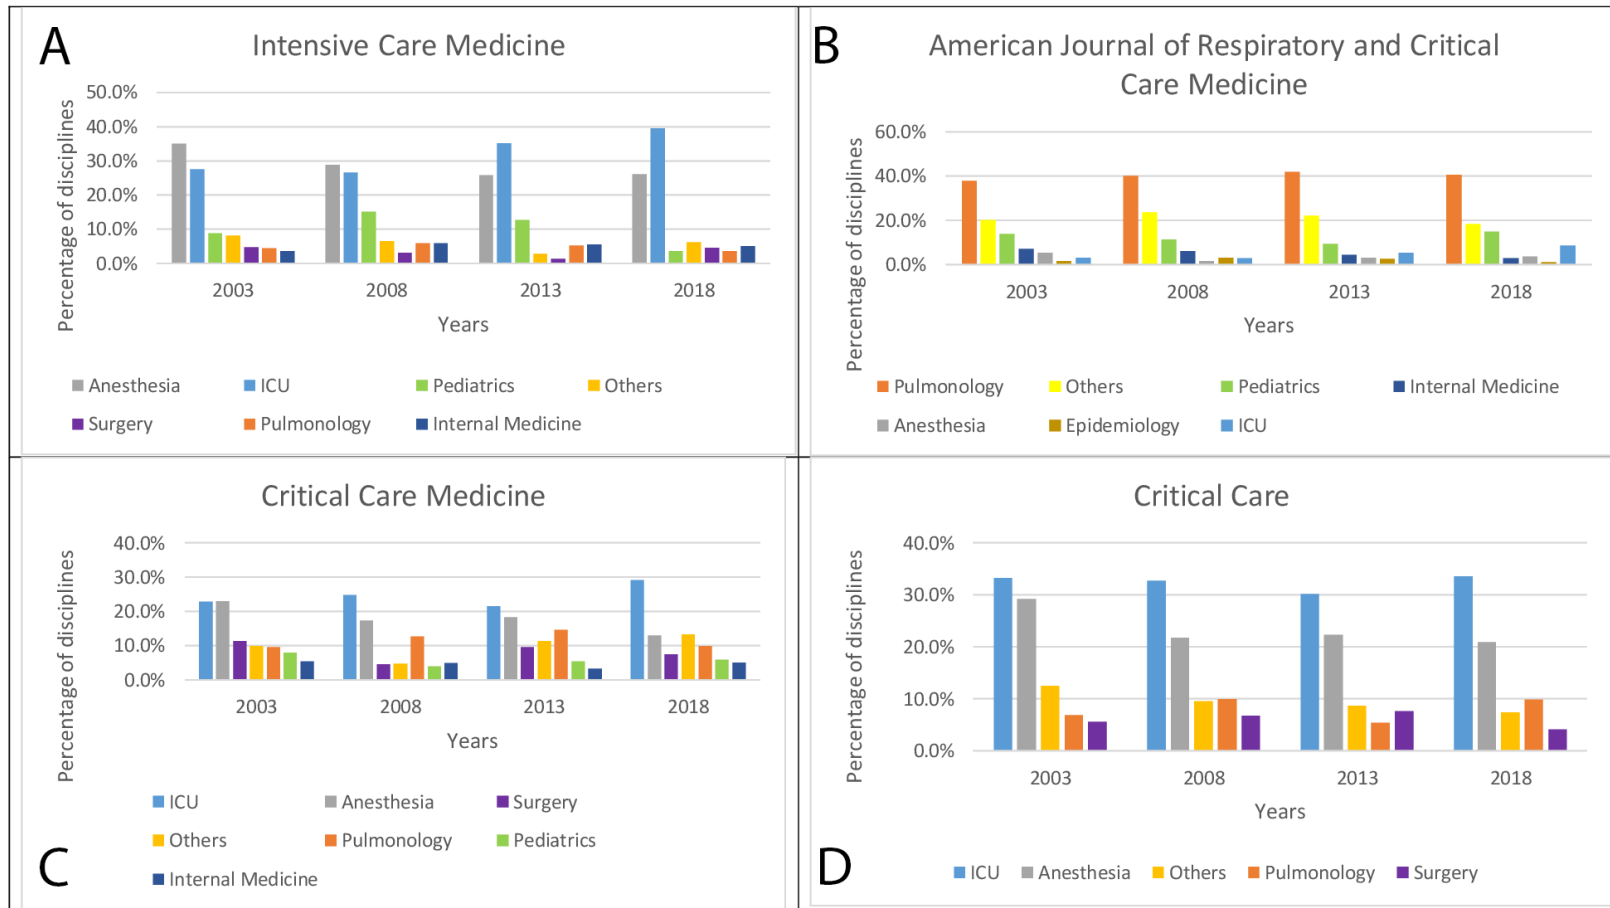 A
Intensive Care Medicine
Percentage of disciplines
50.0%
40.0%
30.0%
20.0%
10.0%
0.0%
2003 2008 2013 2018
Years
Anesthesia ICU Pediatrics Others
Surgery Pulmonology Internal Medicine
B
American Journal of Respiratory and Critical
Care Medicine
Percentage of disciplines
60.0%
40.0%
20.0%
0.0%
2003 2008 2013 2018
Years
Pulmonology Others Pediatrics Internal Medicine
Anesthesia Epidemiology ICU
Critical Care Medicine
Percentage of disciplines
40.0%
30.0%
20.0%
10.0%
0.0%
2003 2008 2013 2018
Years
ICU Anesthesia Surgery
Others Pulmonology Pediatrics
Internal Medicine
C
Critical Care
Percentage of disciplines
40.0%
30.0%
20.0%
10.0%
0.0%
2003 2008 2013 2018
Years
ICU Anesthesia Others Pulmonology Surgery
D